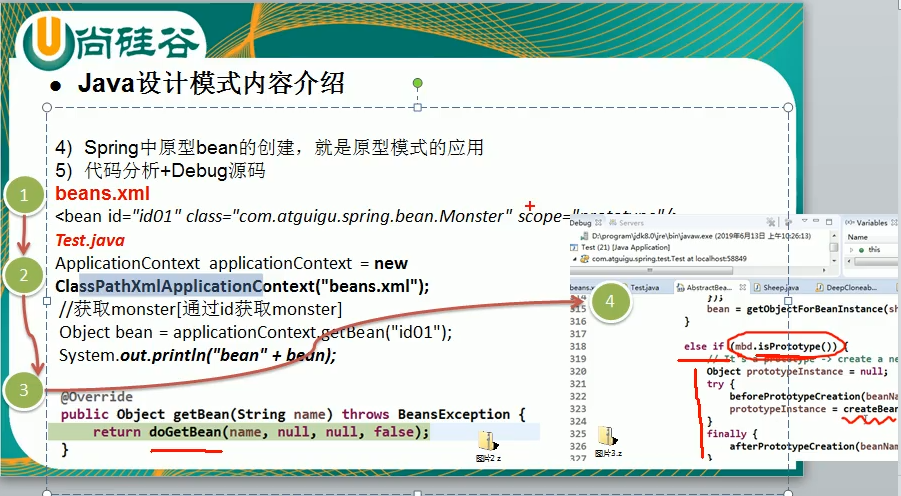 尚硅谷
● Java设计模式内容介绍
4) Spring中原型bean的创建，就是原型模式的应用
5) 代码分析+Debug源码
1
beans.xml
<bean id="id01" class="com.atguigu.spring.bean.Monster" scope="prototype"/>
Test.java
2
ApplicationContext applicationContext = new
ClassPathXmlApplicationContext("beans.xml");
//获取monster[通过id获取monster]
Object bean = applicationContext.getBean("id01");
System.out.println("bean" + bean);
3
@Override
public Object getBean(String name) throws BeansException {
return doGetBean(name, null, null, false);
}
图片2.z
Debug Servers
D:\program\jdk8.0\jre\bin\javaw.exe (2019年6月13日 上午10:26:13)
Test (21) [Java Application]
com.atguigu.spring.test.Test at localhost:58849
(x)= Variables
Name
this
4
beans.xml Test.java AbstractBea... Sheep.java DeepCloneab
314 });
315 bean = getObjectForBeanInstance(sh
316 }
317
318 else if (mbd.isPrototype()) {
319 // It's a prototype -> create a ne
320 Object prototypeInstance = null;
321 try {
322 beforePrototypeCreation(beanNa
323 prototypeInstance = createBean
324 }
325 finally {
326 afterPrototypeCreation(beanNam
327 }
图片3.z